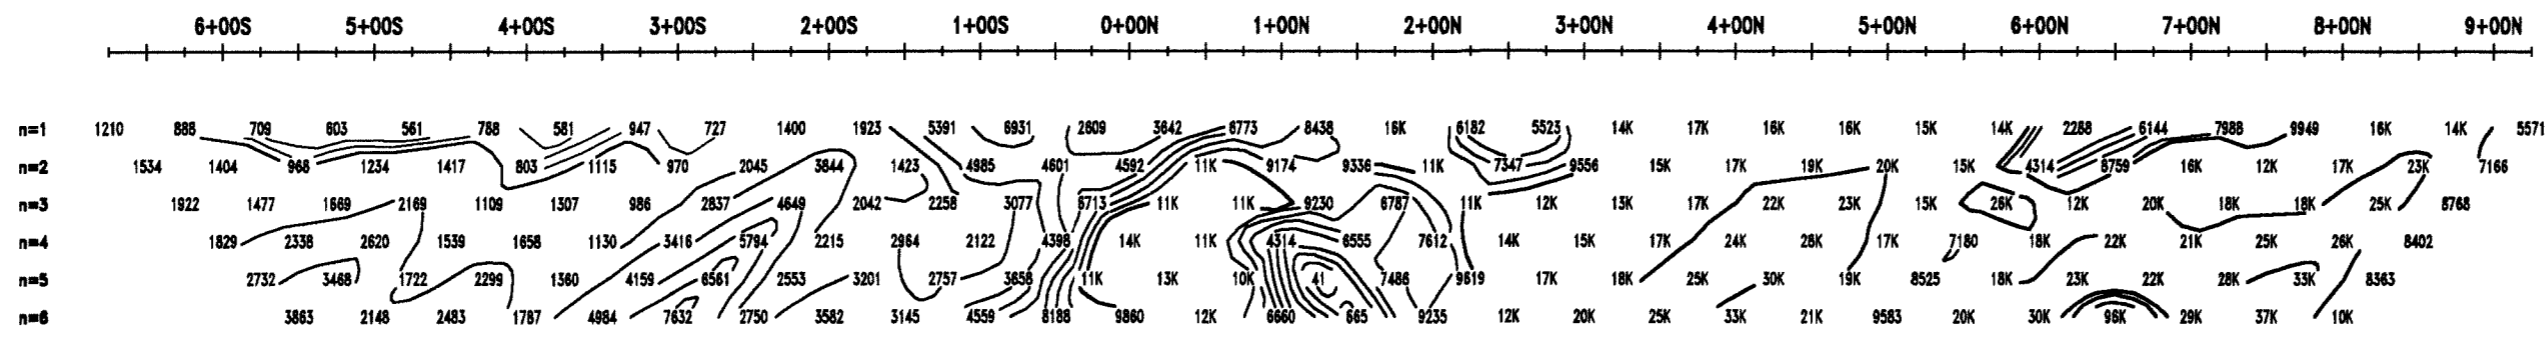 6+00S 5+00S 4+00S 3+00S 2+00S 1+00S 0+00N 1+00N 2+00N 3+00N 4+00N 5+00N 6+00N 7+00N 8+00N 9+00N
n=1 1210 888 709 603 561 788 581 947 727 1400 1923 5391 6931 2809 3642 6773 8438 16K 6182 5523 14K 17K 16K 16K 15K 14K 2288 6144 7988 9949 16K 14K 5571
n=2 1534 1404 968 1234 1417 803 1115 970 2045 3844 1423 4985 4601 4592 11K 9174 9336 11K 7347 9556 15K 17K 19K 20K 15K 4314 8759 16K 12K 17K 23K 7166
n=3 1922 1477 1669 2169 1109 1307 986 2837 4649 2042 2258 3077 6713 11K 11K 9230 6787 11K 12K 13K 17K 22K 23K 15K 26K 12K 20K 18K 18K 25K 8768
n=4 1829 2338 2620 1539 1658 1130 3416 5794 2215 2964 2122 4398 14K 11K 4314 6555 7612 14K 15K 17K 24K 28K 17K 7180 18K 22K 21K 25K 26K 8402
n=5 2732 3468 1722 2299 1360 4159 6561 2553 3201 2757 3658 11K 13K 10K 41 7486 9619 17K 18K 25K 30K 19K 8525 18K 23K 22K 28K 33K 8363
n=6 3863 2148 2483 1787 4984 7632 2750 3582 3145 4559 8188 9860 12K 6660 665 9235 12K 20K 25K 33K 21K 9583 20K 30K 96K 29K 37K 10K